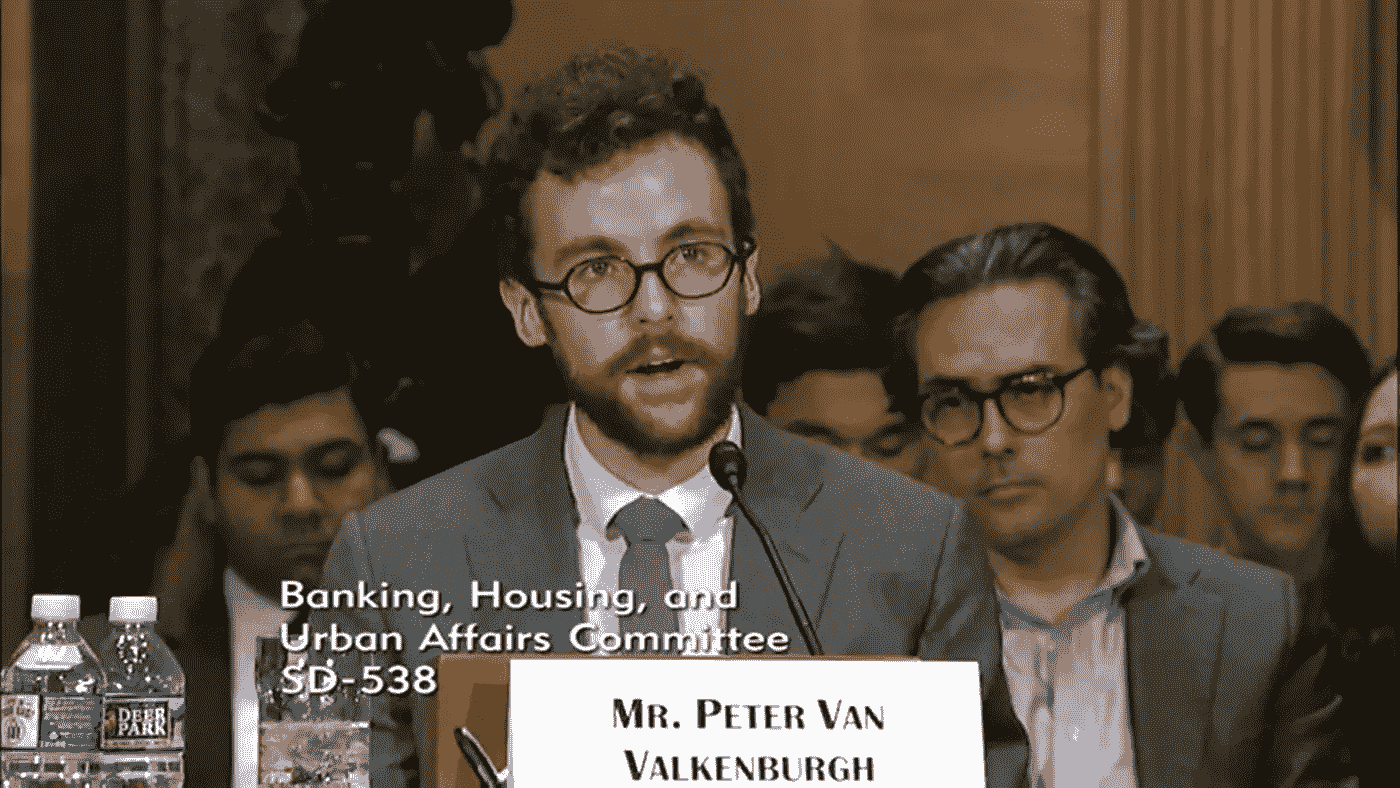 Banking, Housing, and
Urban Affairs Committee
SD-538
DEER
PARK
MR. PETER VAN
VALKENBURGH